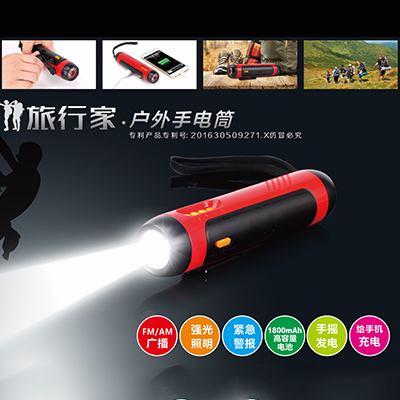 旅行家·户外手电筒
专利产品专利号: 201630509271.X仿冒必究
FM/AM
广播
强光
照明
紧急
警报
1800mAh
高容量
电池
手摇
发电
给手机
充电